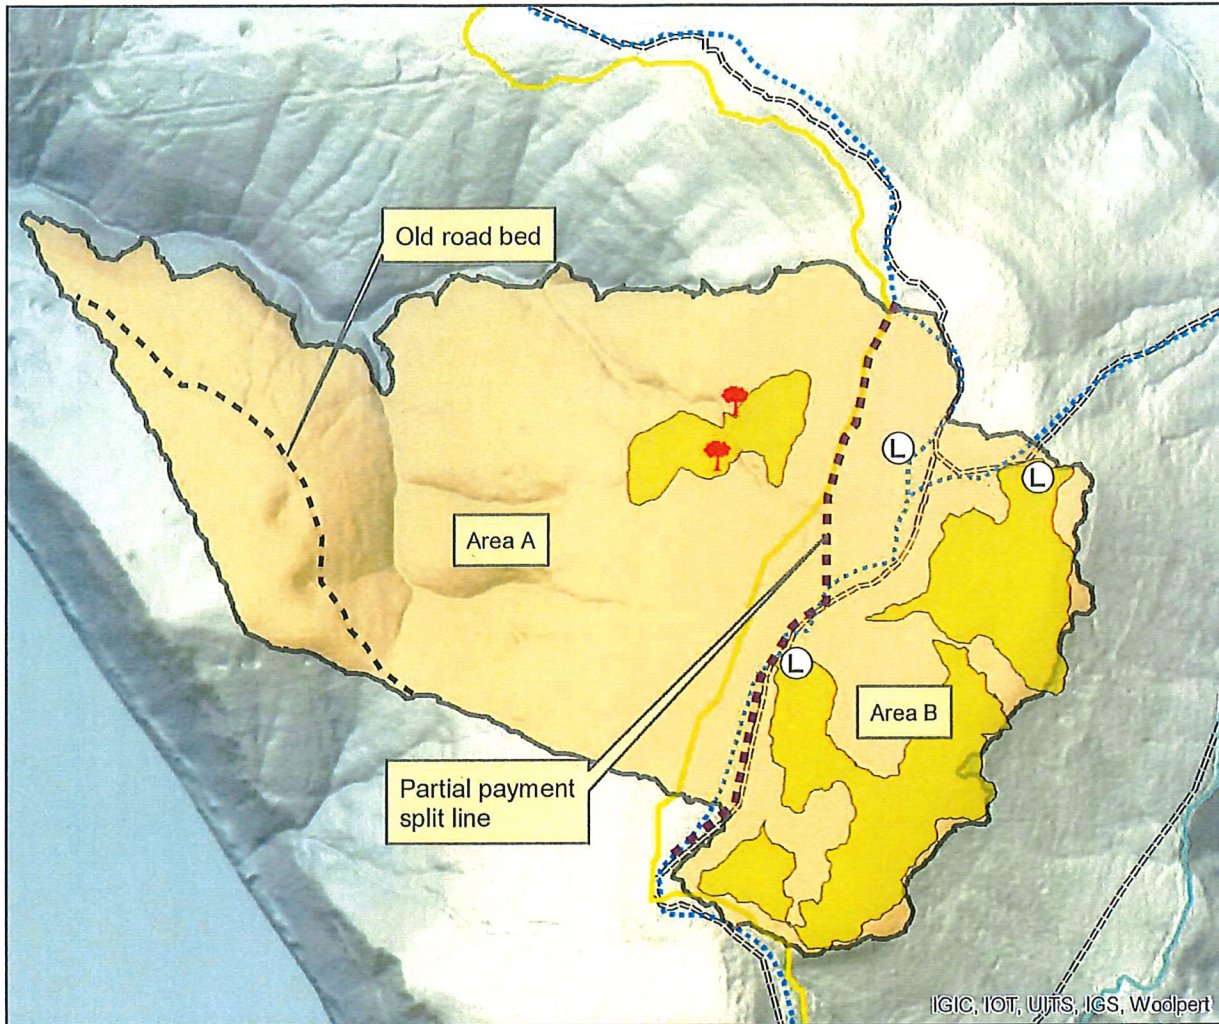 Old road bed
L
L
Area A
L
Area B
Partial payment
split line
IGIC, IOT, UITS, IGS, Woolpert